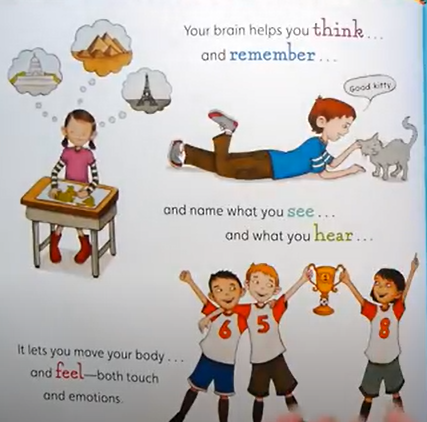 Your brain helps you think...
and remember...
Good kitty.
and name what you see...
and what you hear...
6
5
1
8
It lets you move your body...
and feel—both touch
and emotions.